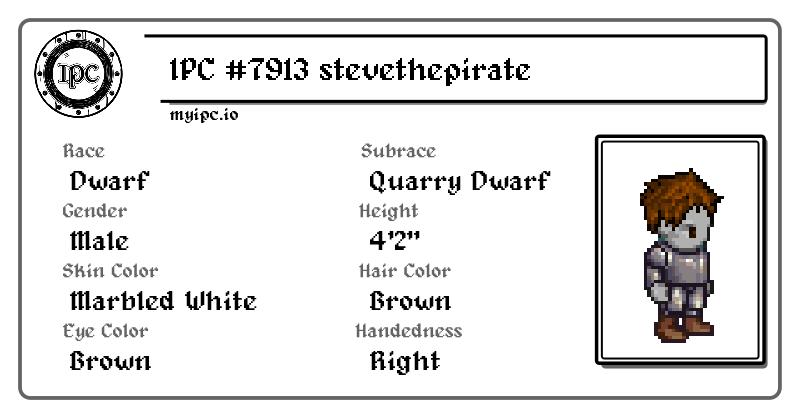 IPC
IPC #7913 stevethepirate
myipc.io
Race
Dwarf
Subrace
Quarry Dwarf
Gender
Male
Height
4'2"
Skin Color
Marbled White
Hair Color
Brown
Eye Color
Brown
Handedness
Right